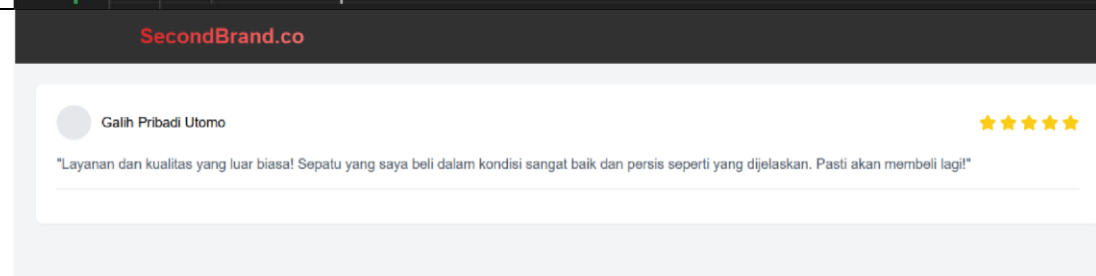 SecondBrand.co
Galih Pribadi Utomo
"Layanan dan kualitas yang luar biasa! Sepatu yang saya beli dalam kondisi sangat baik dan persis seperti yang dijelaskan. Pasti akan membeli lagi!"